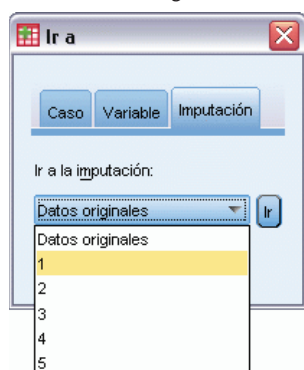 Ir a
Caso Variable Imputación
Ir a la imputación:
Datos originales Ir
Datos originales
1
2
3
4
5